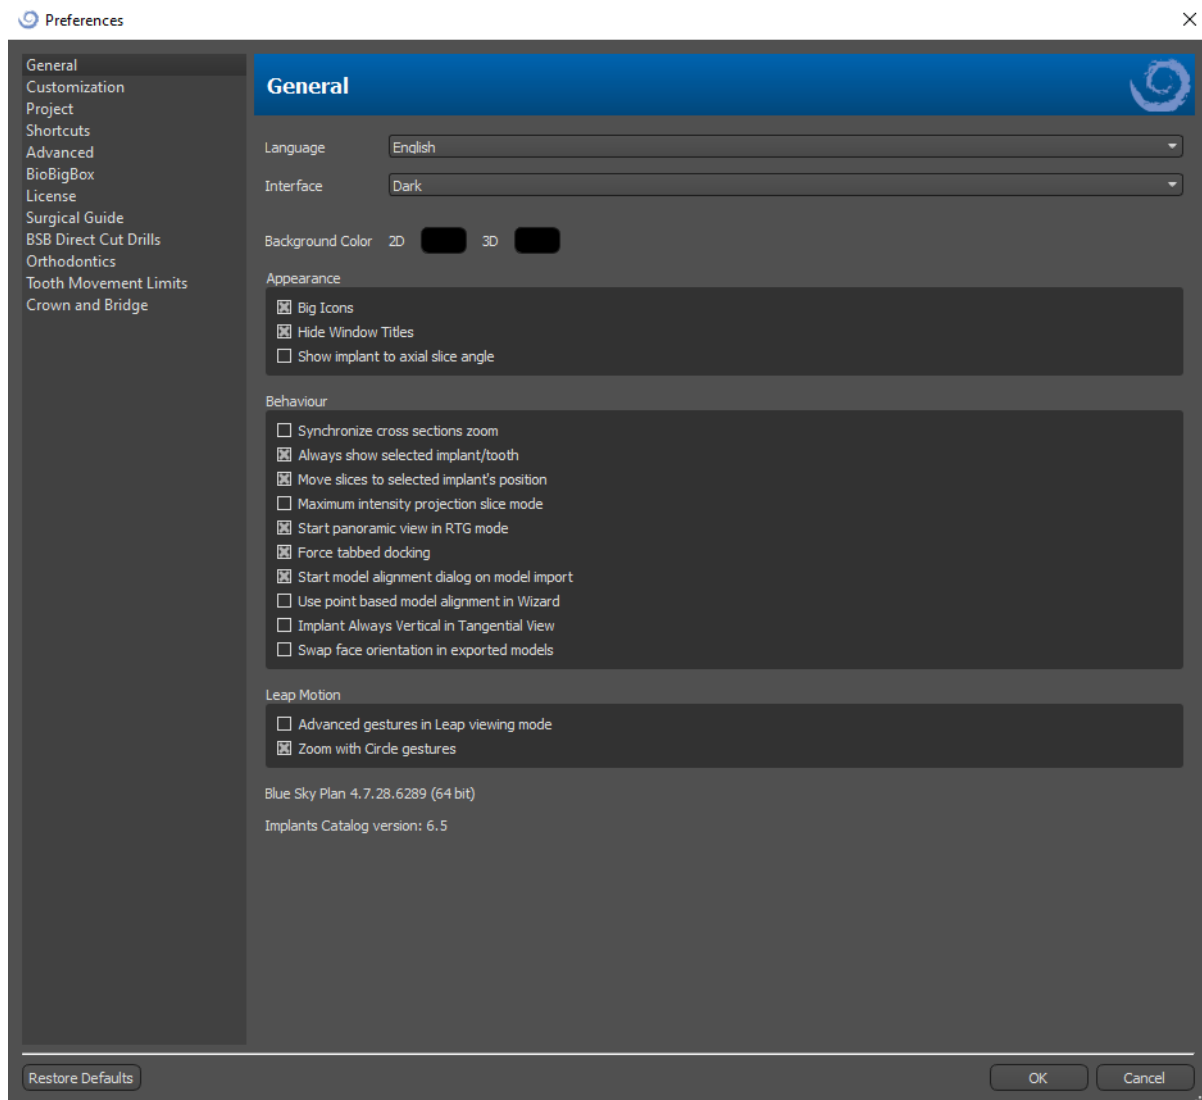 Preferences
General
Customization
Project
Shortcuts
Advanced
BioBigBox
License
Surgical Guide
BSB Direct Cut Drills
Orthodontics
Tooth Movement Limits
Crown and Bridge
General
Language English
Interface Dark
Background Color 2D 3D
Appearance
Big Icons
Hide Window Titles
Show implant to axial slice angle
Behaviour
Synchronize cross sections zoom
Always show selected implant/tooth
Move slices to selected implant's position
Maximum intensity projection slice mode
Start panoramic view in RTG mode
Force tabbed docking
Start model alignment dialog on model import
Use point based model alignment in Wizard
Implant Always Vertical in Tangential View
Swap face orientation in exported models
Leap Motion
Advanced gestures in Leap viewing mode
Zoom with Circle gestures
Blue Sky Plan 4.7.28.6289 (64 bit)
Implants Catalog version: 6.5
Restore Defaults OK Cancel